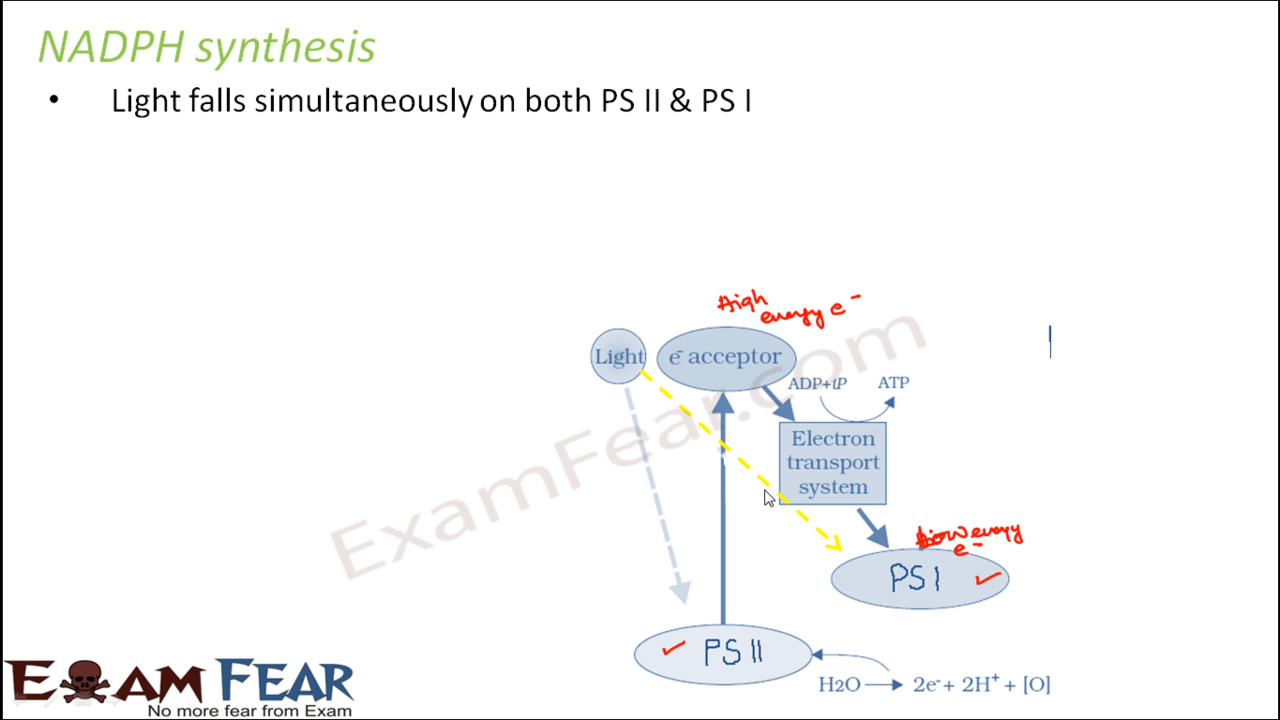 NADPH synthesis
• Light falls simultaneously on both PS II & PS I
High
energy e-
Light
e- acceptor
ADP+iP
ATP
Electron
transport
system
low energy
e-
PS I
PS II
H2O → 2e- + 2H+ + [O]
ExamFear.com
EXAM FEAR
No more fear from Exam